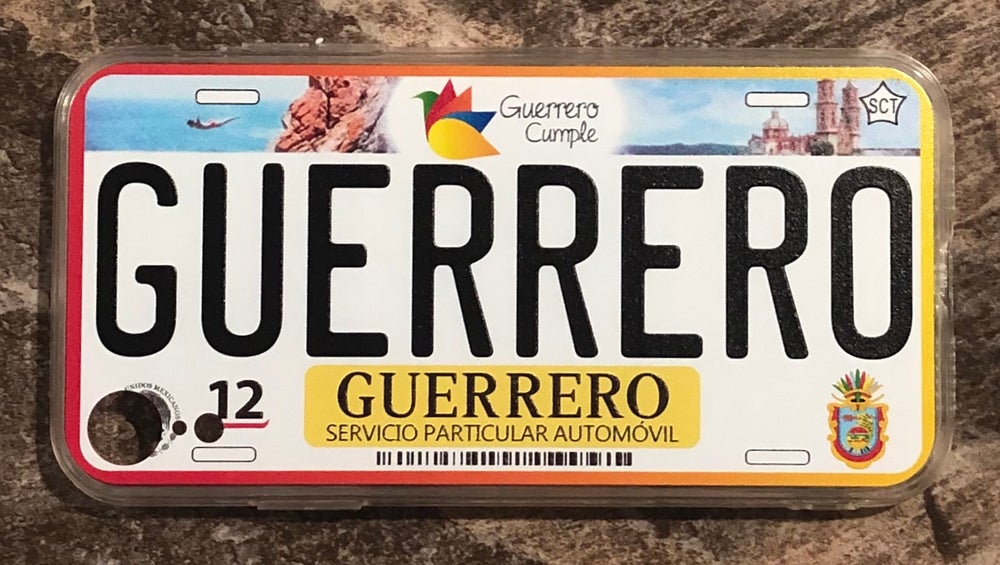 Guerrero
Cumple
SCT
GUERRERO
UNIDOS MEXICANOS
12
GUERRERO
SERVICIO PARTICULAR AUTOMÓVIL